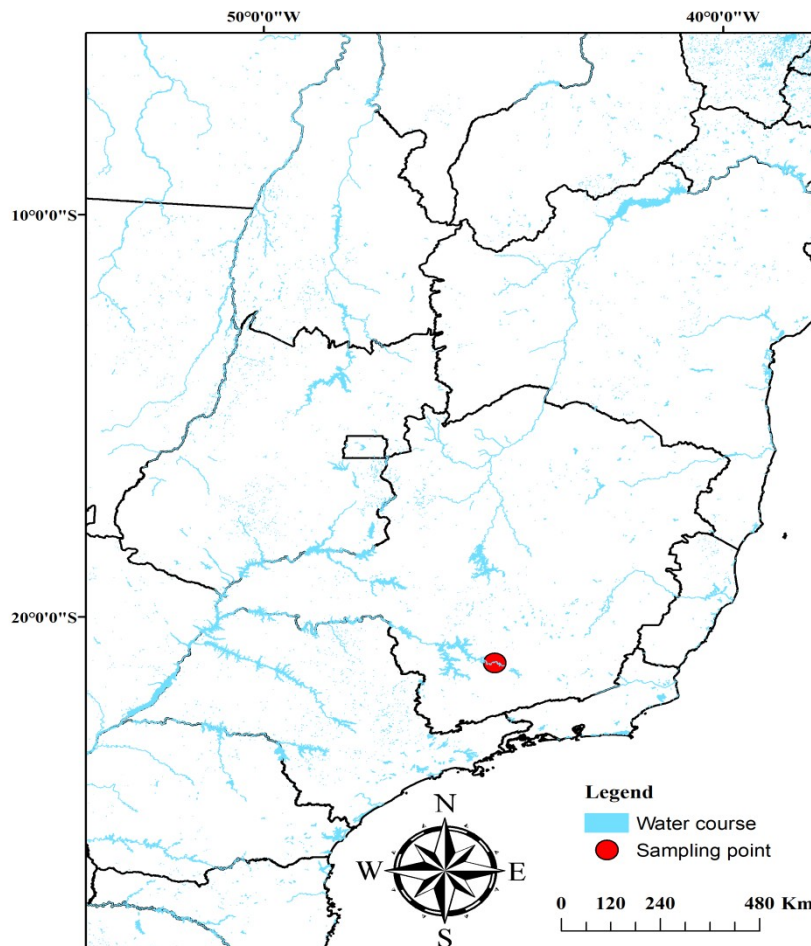 50°0'0"W
40°0'0"W
10°0'0"S
20°0'0"S
Legend
Water course
Sampling point
N
W
E
S
0
120
240
480 Km